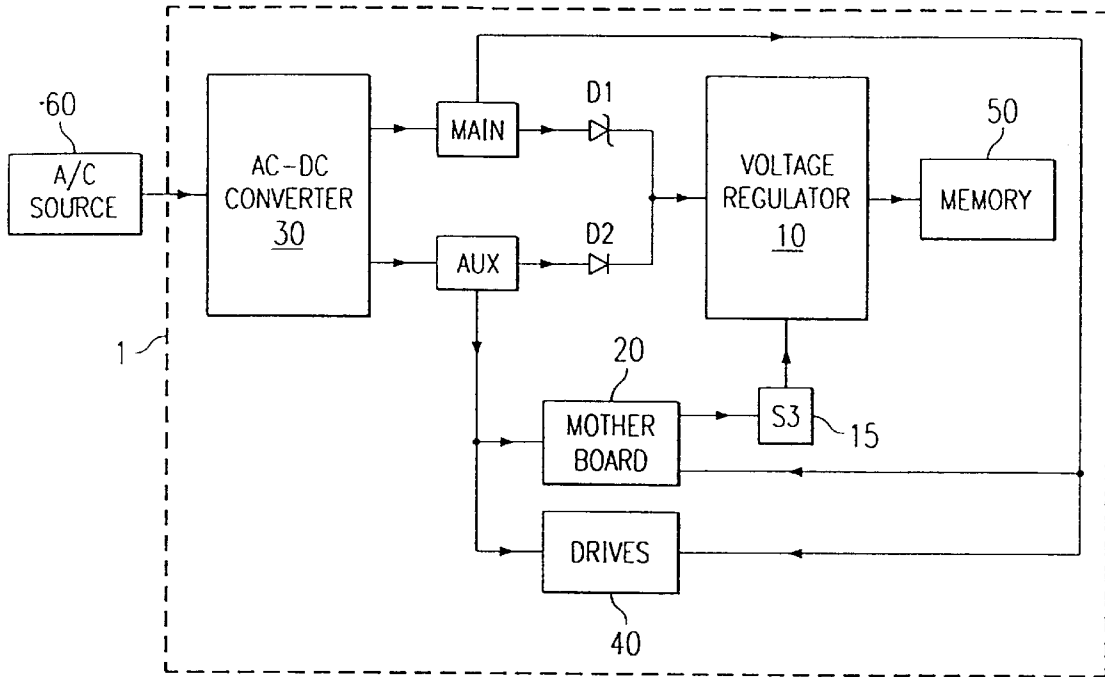 60
A/C
SOURCE
1
AC-DC
CONVERTER
30
MAIN
AUX
D1
D2
VOLTAGE
REGULATOR
10
50
MEMORY
20
MOTHER
BOARD
S3
15
DRIVES
40